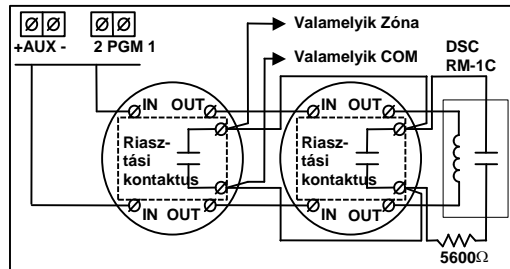 +AUX - 2 PGM 1
Valamelyik Zóna
Valamelyik COM
DSC
RM-1C
IN OUT
Riasz-
tási
kontaktus
IN OUT
IN OUT
Riasz-
tási
kontaktus
IN OUT
5600Ω